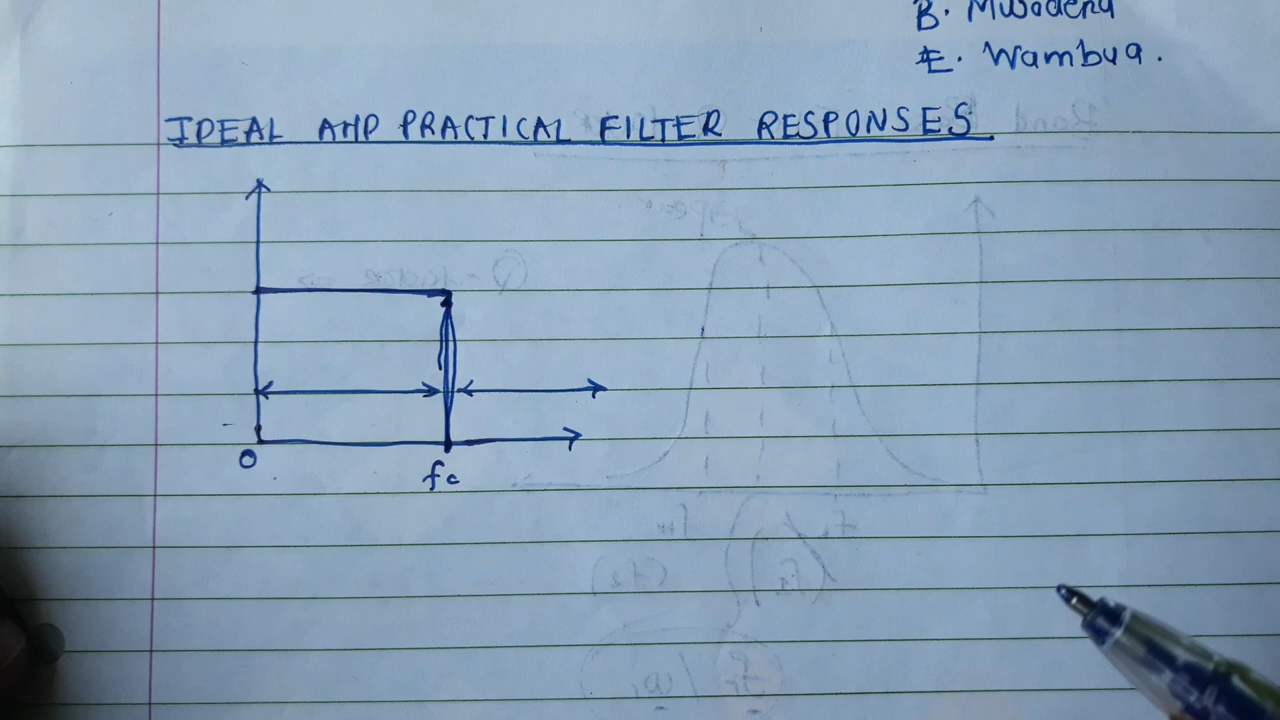 B. Mwadena
E. Wambua.
IDEAL AND PRACTICAL FILTER RESPONSES
0
fc